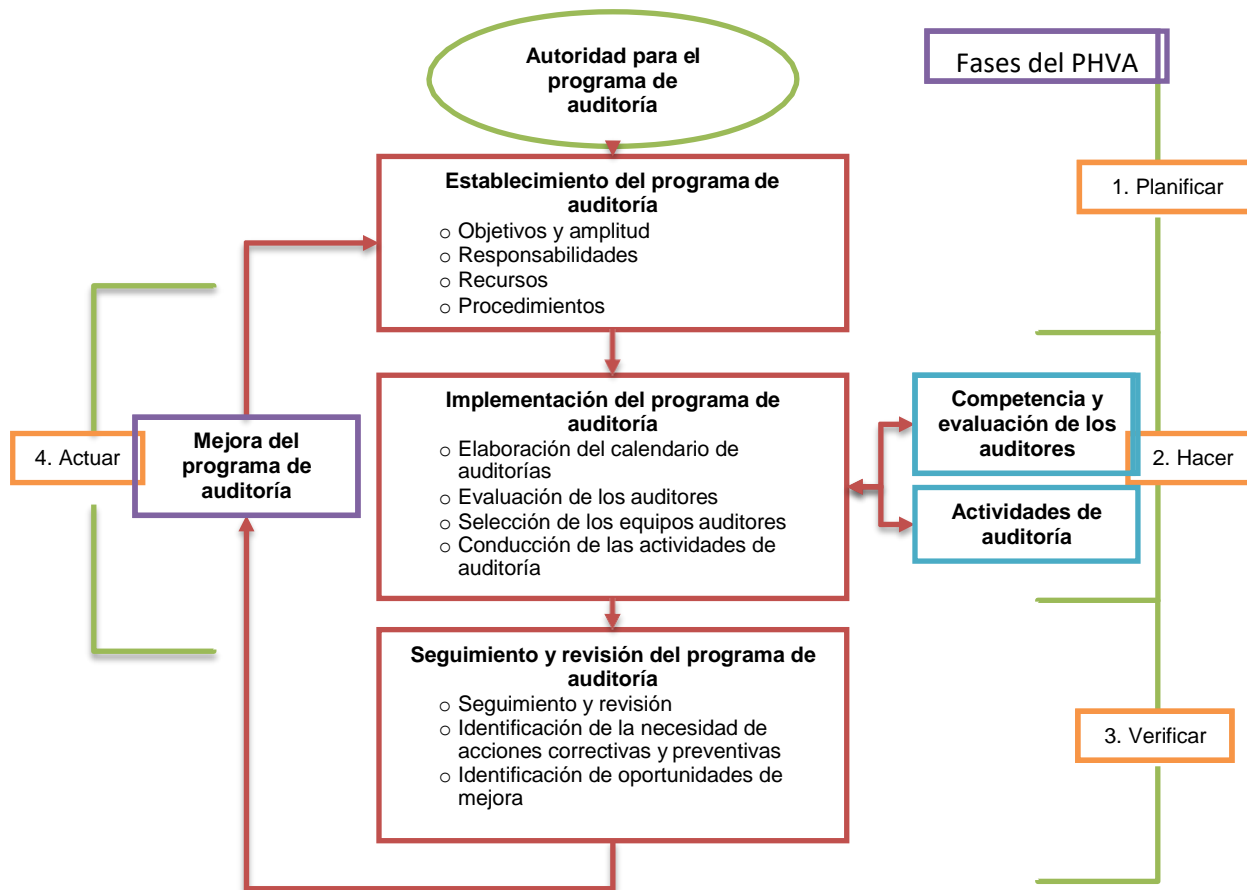 Autoridad para el
programa de
auditoría
Fases del PHVA
Establecimiento del programa de
auditoría
o Objetivos y amplitud
o Responsabilidades
o Recursos
o Procedimientos
1. Planificar
Implementación del programa de
auditoría
o Elaboración del calendario de
auditorías
o Evaluación de los auditores
o Selección de los equipos auditores
o Conducción de las actividades de
auditoría
Competencia y
evaluación de los
auditores
Actividades de
auditoría
2. Hacer
4. Actuar
Mejora del
programa de
auditoría
Seguimiento y revisión del programa de
auditoría
o Seguimiento y revisión
o Identificación de la necesidad de
acciones correctivas y preventivas
o Identificación de oportunidades de
mejora
3. Verificar